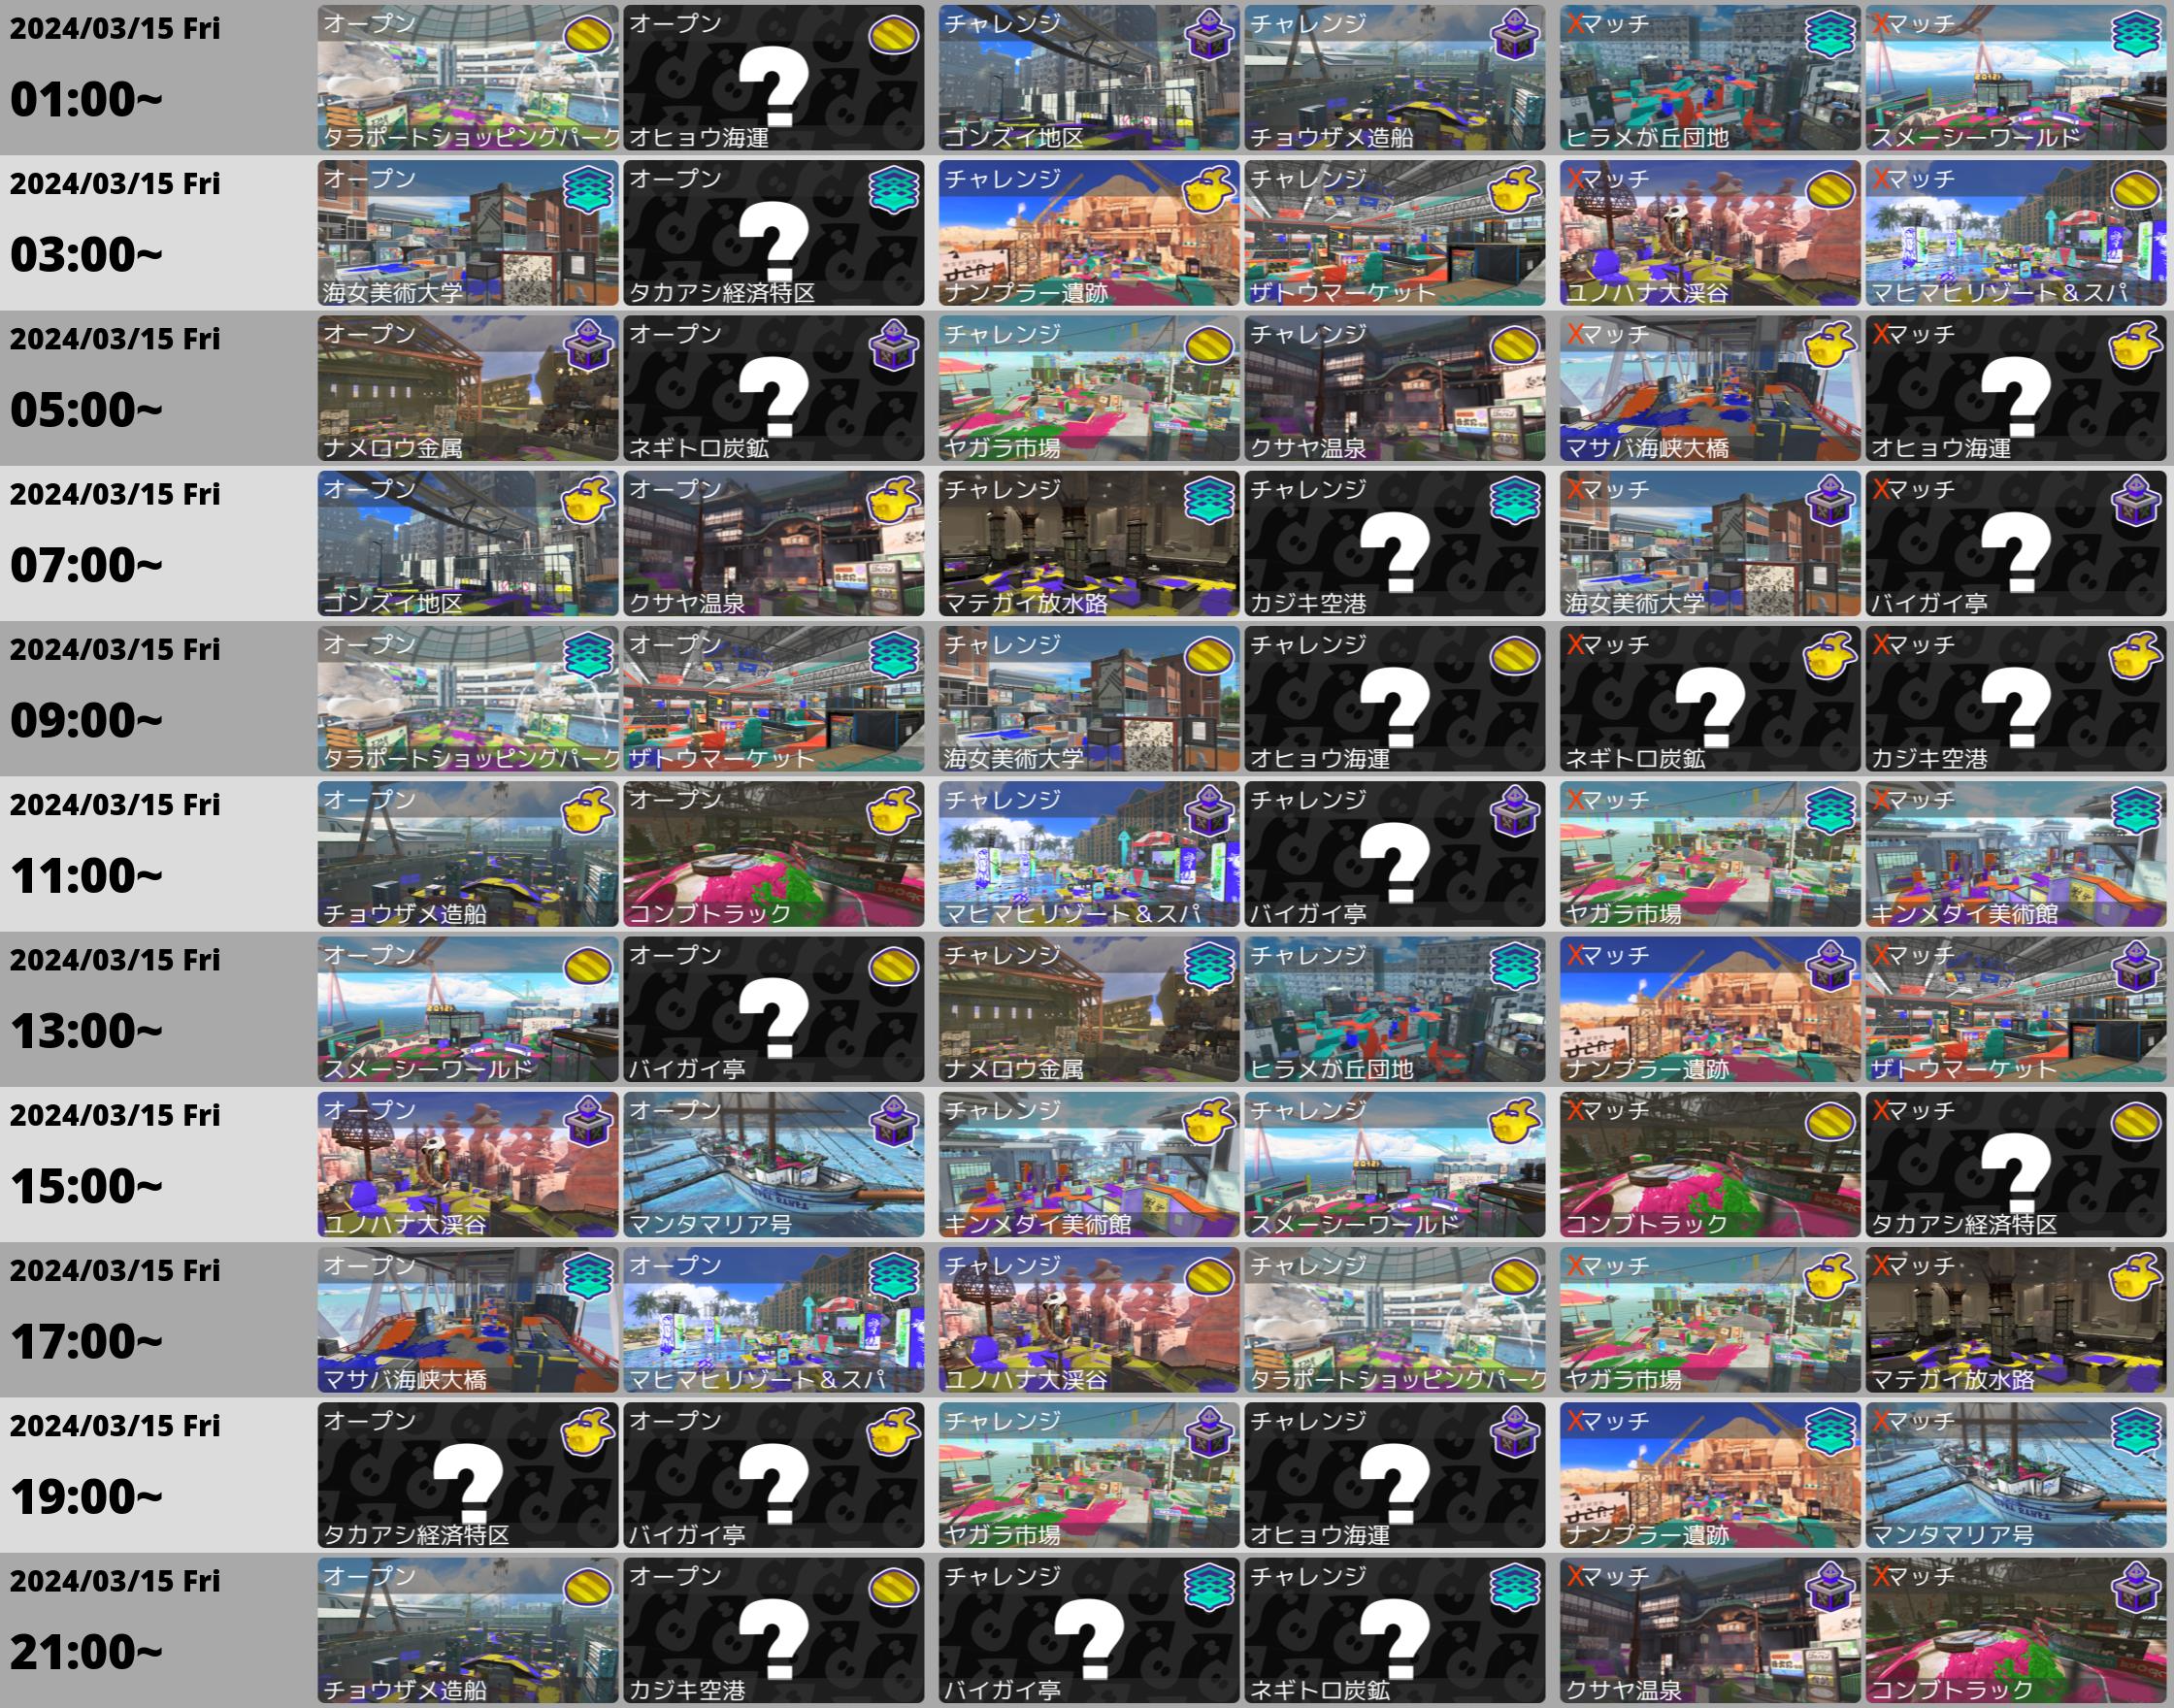 2024/03/15 Fri
01:00~
オープン
タラポートショッピングパーク
オープン
オヒョウ海運
チャレンジ
ゴンズイ地区
チャレンジ
チョウザメ造船
Xマッチ
ヒラメが丘団地
Xマッチ
スメーシーワールド
2024/03/15 Fri
03:00~
オープン
海女美術大学
オープン
タカアシ経済特区
チャレンジ
ナンプラー遺跡
チャレンジ
ザトウマーケット
Xマッチ
ユノハナ大渓谷
Xマッチ
マヒマヒリゾート＆スパ
2024/03/15 Fri
05:00~
オープン
ナメロウ金属
オープン
ネギトロ炭鉱
チャレンジ
ヤガラ市場
チャレンジ
クサヤ温泉
Xマッチ
マサバ海峡大橋
Xマッチ
オヒョウ海運
2024/03/15 Fri
07:00~
オープン
ゴンズイ地区
オープン
クサヤ温泉
チャレンジ
マテガイ放水路
チャレンジ
カジキ空港
Xマッチ
海女美術大学
Xマッチ
バイガイ亭
2024/03/15 Fri
09:00~
オープン
タラポートショッピングパーク
オープン
ザトウマーケット
チャレンジ
海女美術大学
チャレンジ
オヒョウ海運
Xマッチ
ネギトロ炭鉱
Xマッチ
カジキ空港
2024/03/15 Fri
11:00~
オープン
チョウザメ造船
オープン
コンブトラック
チャレンジ
マヒマヒリゾート＆スパ
チャレンジ
バイガイ亭
Xマッチ
ヤガラ市場
Xマッチ
キンメダイ美術館
2024/03/15 Fri
13:00~
オープン
スメーシーワールド
オープン
バイガイ亭
チャレンジ
ナメロウ金属
チャレンジ
ヒラメが丘団地
Xマッチ
ナンプラー遺跡
Xマッチ
ザトウマーケット
2024/03/15 Fri
15:00~
オープン
ユノハナ大渓谷
オープン
マンタマリア号
チャレンジ
キンメダイ美術館
チャレンジ
スメーシーワールド
Xマッチ
コンブトラック
Xマッチ
タカアシ経済特区
2024/03/15 Fri
17:00~
オープン
マサバ海峡大橋
オープン
マヒマヒリゾート＆スパ
チャレンジ
ユノハナ大渓谷
チャレンジ
タラポートショッピングパーク
Xマッチ
ヤガラ市場
Xマッチ
マテガイ放水路
2024/03/15 Fri
19:00~
オープン
タカアシ経済特区
オープン
バイガイ亭
チャレンジ
ヤガラ市場
チャレンジ
オヒョウ海運
Xマッチ
ナンプラー遺跡
Xマッチ
マンタマリア号
2024/03/15 Fri
21:00~
オープン
チョウザメ造船
オープン
カジキ空港
チャレンジ
バイガイ亭
チャレンジ
ネギトロ炭鉱
Xマッチ
クサヤ温泉
Xマッチ
コンブトラック